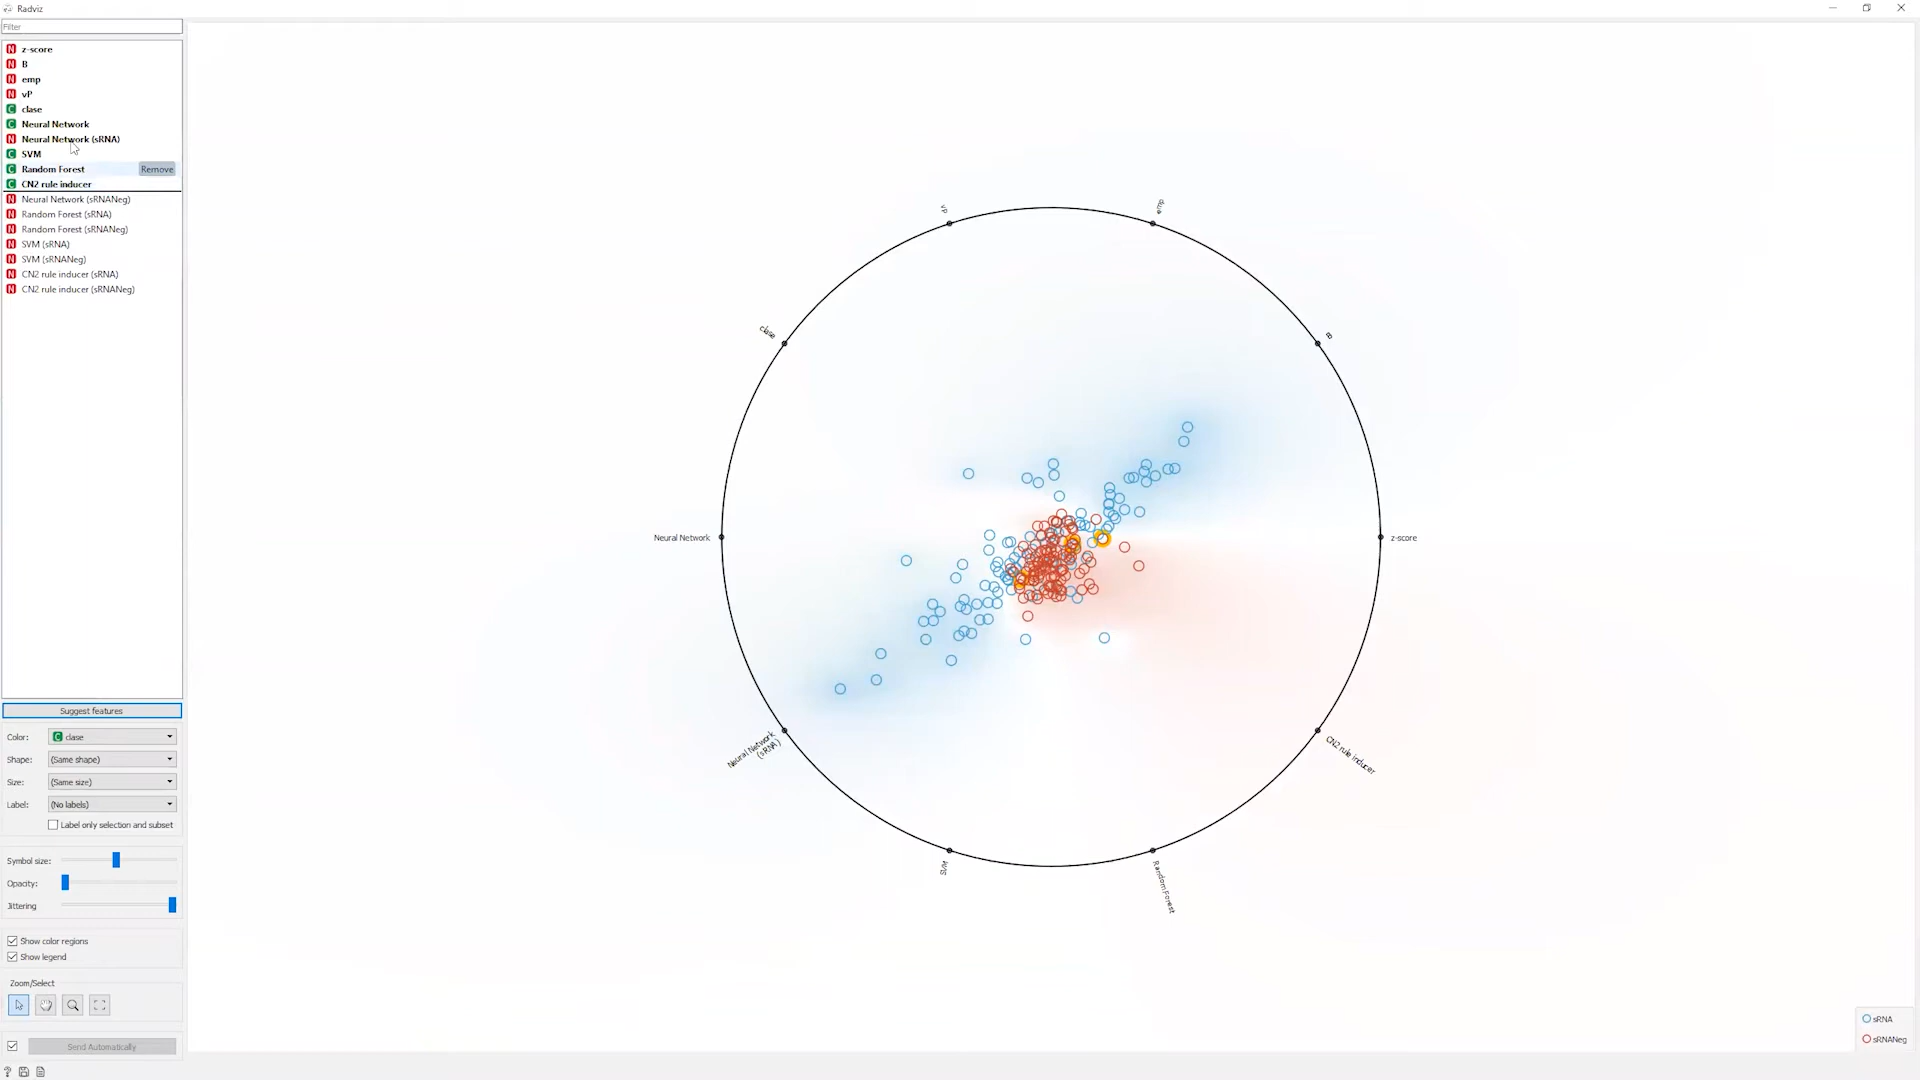 Radviz
Filter
z-score
B
emp
vP
clase
Neural Network
Neural Network (sRNA)
SVM
Random Forest
Remove
CN2 rule inducer
Neural Network (sRNANeg)
Random Forest (sRNA)
Random Forest (sRNANeg)
SVM (sRNA)
SVM (sRNANeg)
CN2 rule inducer (sRNA)
CN2 rule inducer (sRNANeg)
vP
emp
clase
B
Neural Network
z-score
Neural Network
(sRNA)
CN2 rule inducer
SVM
Random Forest
Suggest features
Color:
C
clase
Shape:
(Same shape)
Size:
(Same size)
Label:
(No labels)
Label only selection and subset
Symbol size:
Opacity:
Jittering
Show color regions
Show legend
Zoom/Select
Send Automatically
sRNA
sRNANeg